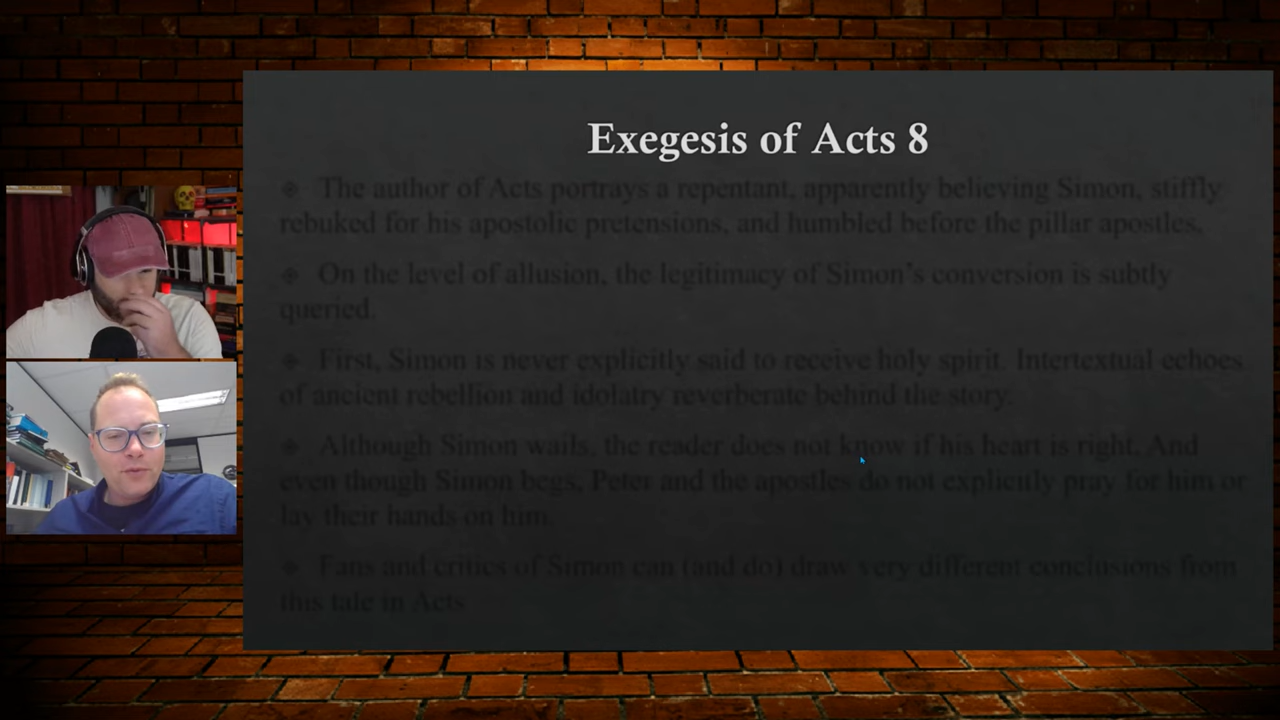 Exegesis of Acts 8
The author of Acts portrays a repentant, apparently believing Simon, stiffly
rebuked for his apostolic pretensions, and humbled before the pillar apostles.
On the level of allusion, the legitimacy of Simon’s conversion is subtly
queried.
First, Simon is never explicitly said to receive holy spirit. Intertextual echoes
of ancient rebellion and idolatry reverberate behind the story.
Although Simon wails, the reader does not know if his heart is right. And
even though Simon begs, Peter and the apostles do not explicitly pray for him or
lay their hands on him.
Fans and critics of Simon can (and do) draw very different conclusions from
this tale in Acts